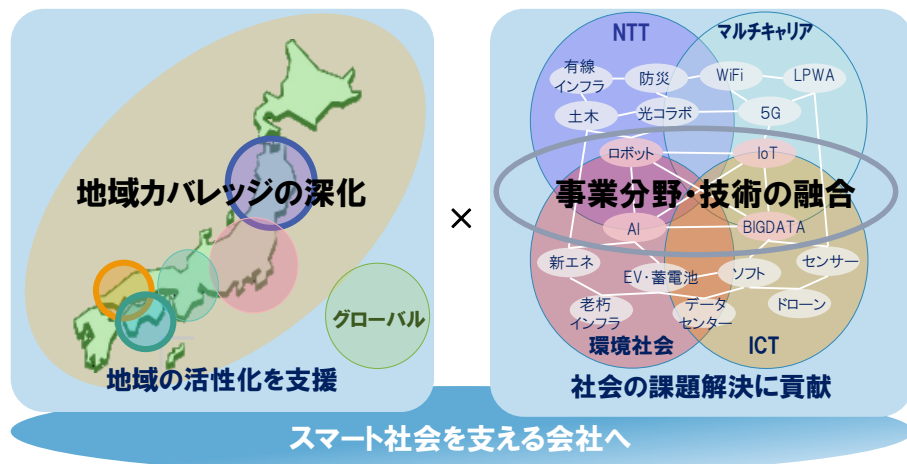 地域カバレッジの深化
グローバル
地域の活性化を支援
×
NTT
マルチキャリア
有線
インフラ
防災
WiFi
LPWA
土木
光コラボ
5G
ロボット
IoT
事業分野・技術の融合
AI
BIGDATA
新エネ
EV・蓄電池
ソフト
センサー
老朽
インフラ
データ
センター
ドローン
環境社会
ICT
社会の課題解決に貢献
スマート社会を支える会社へ